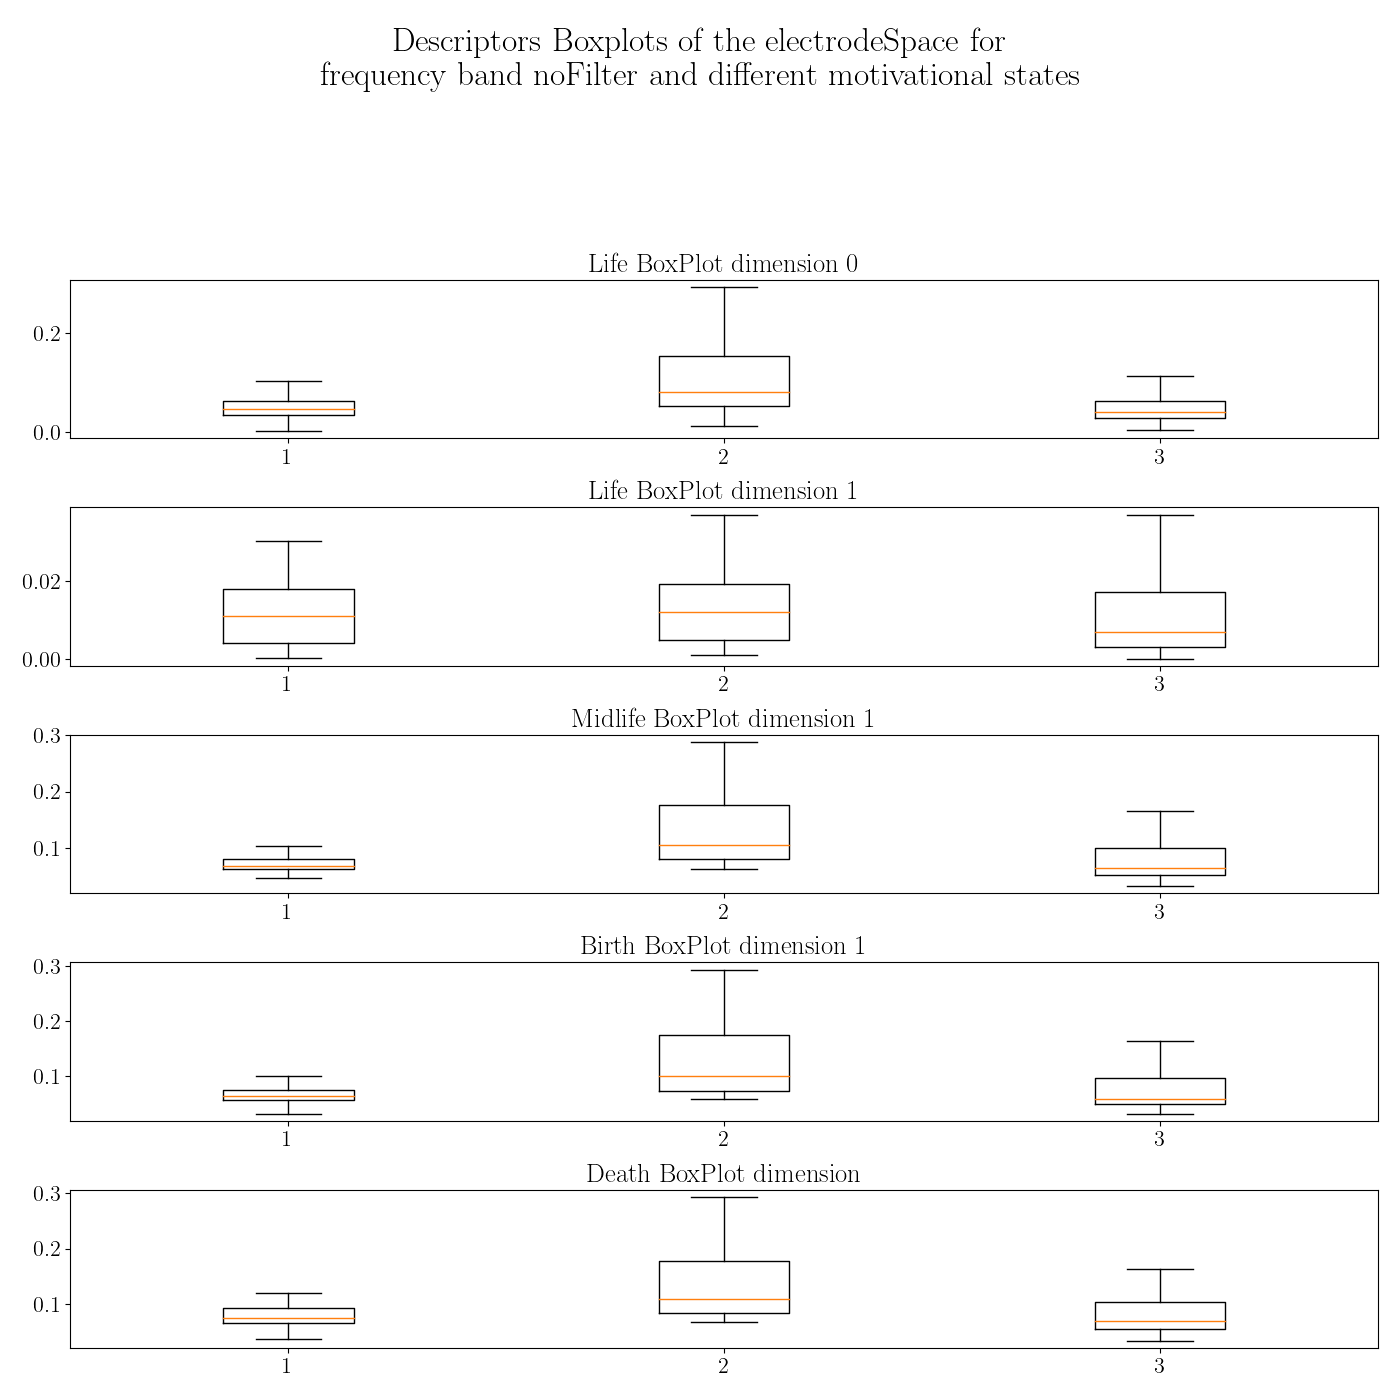 Descriptors Boxplots of the electrodeSpace for
frequency band noFilter and different motivational states
Life BoxPlot dimension 0
0.2
0.0
1 2 3
Life BoxPlot dimension 1
0.02
0.00
1 2 3
Midlife BoxPlot dimension 1
0.3
0.2
0.1
1 2 3
Birth BoxPlot dimension 1
0.3
0.2
0.1
1 2 3
Death BoxPlot dimension
0.3
0.2
0.1
1 2 3